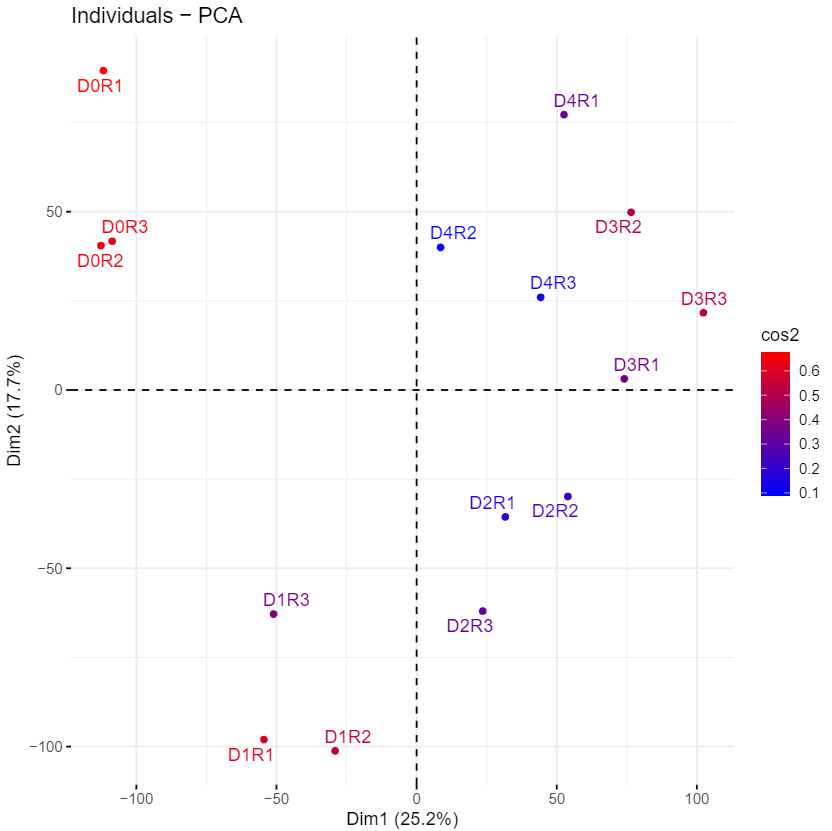 Individuals − PCA
D0R1
D4R1
D0R3
D3R2
50
D4R2
D0R2
D4R3
D3R3
cos2
D3R1
0.6
0
0.5
0.4
0.3
0.2
0.1
Dim2 (17.7%)
D2R1
D2R2
−50
D1R3
D2R3
D1R2
−100
D1R1
−100
−50
0
50
100
Dim1 (25.2%)